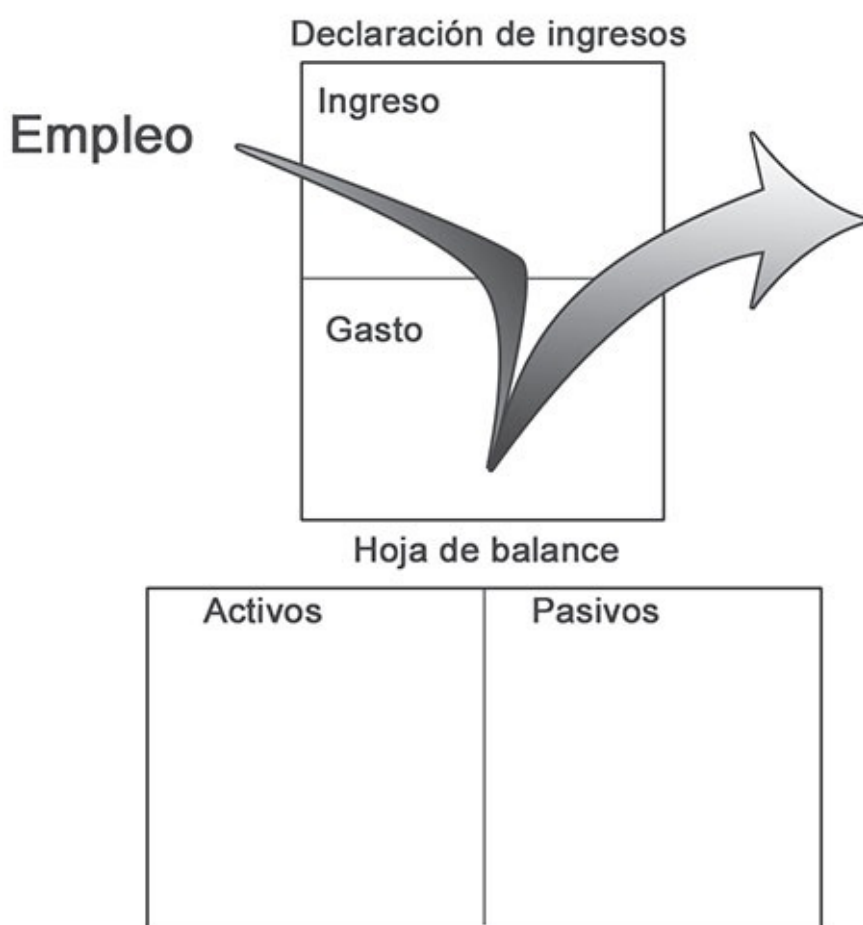 Declaración de ingresos
Ingreso
Empleo
Gasto
Hoja de balance
Activos
Pasivos